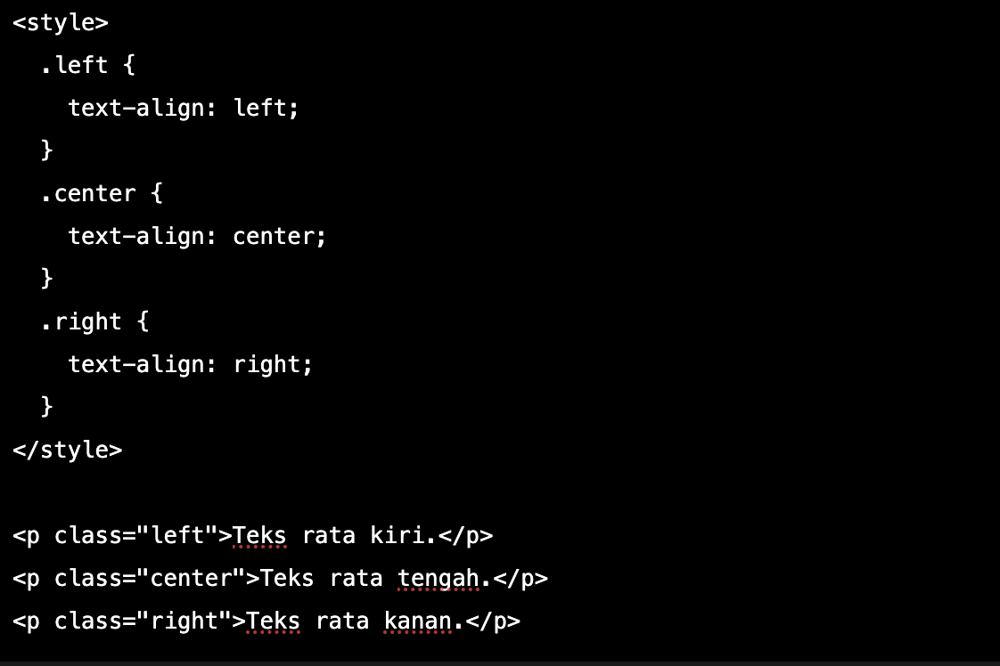 <style>
  .left {
    text-align: left;
  }
  .center {
    text-align: center;
  }
  .right {
    text-align: right;
  }
</style>

<p class="left">Teks rata kiri.</p>
<p class="center">Teks rata tengah.</p>
<p class="right">Teks rata kanan.</p>